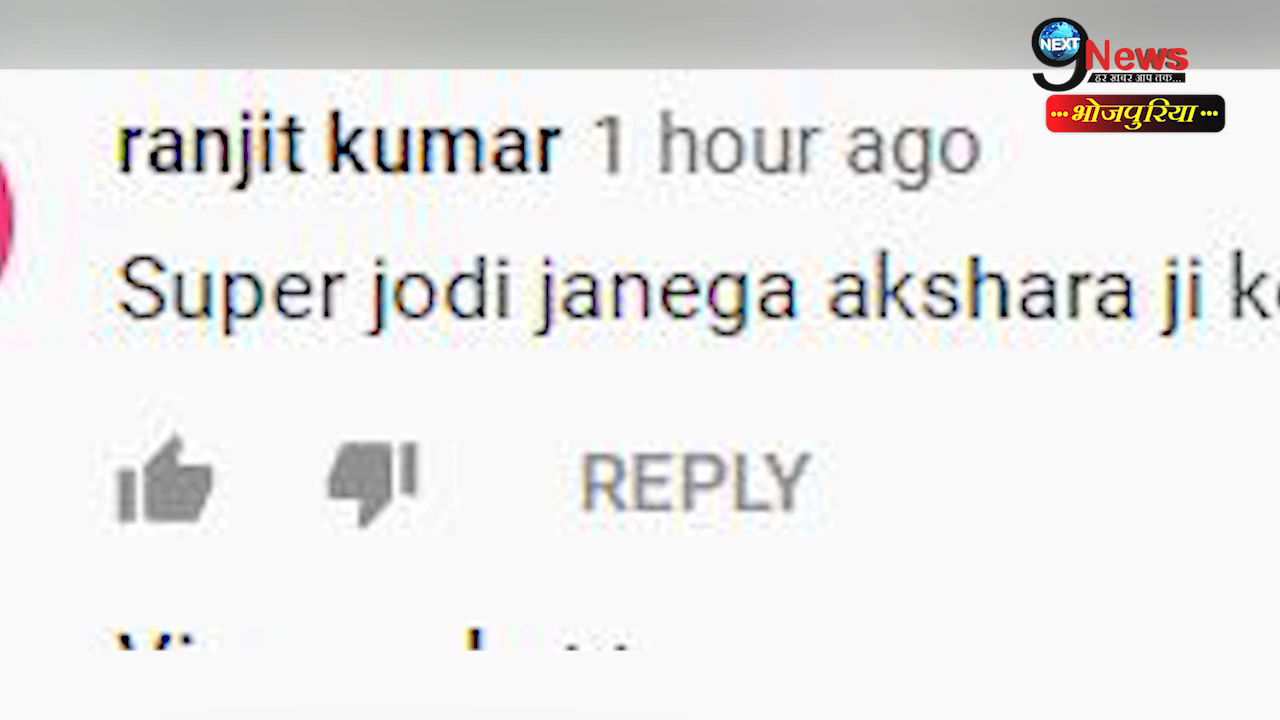 NEXT
9 News
हर खबर आप तक...
...भोजपुरिया...
ranjit kumar 1 hour ago
Super jodi janega akshara ji
REPLY